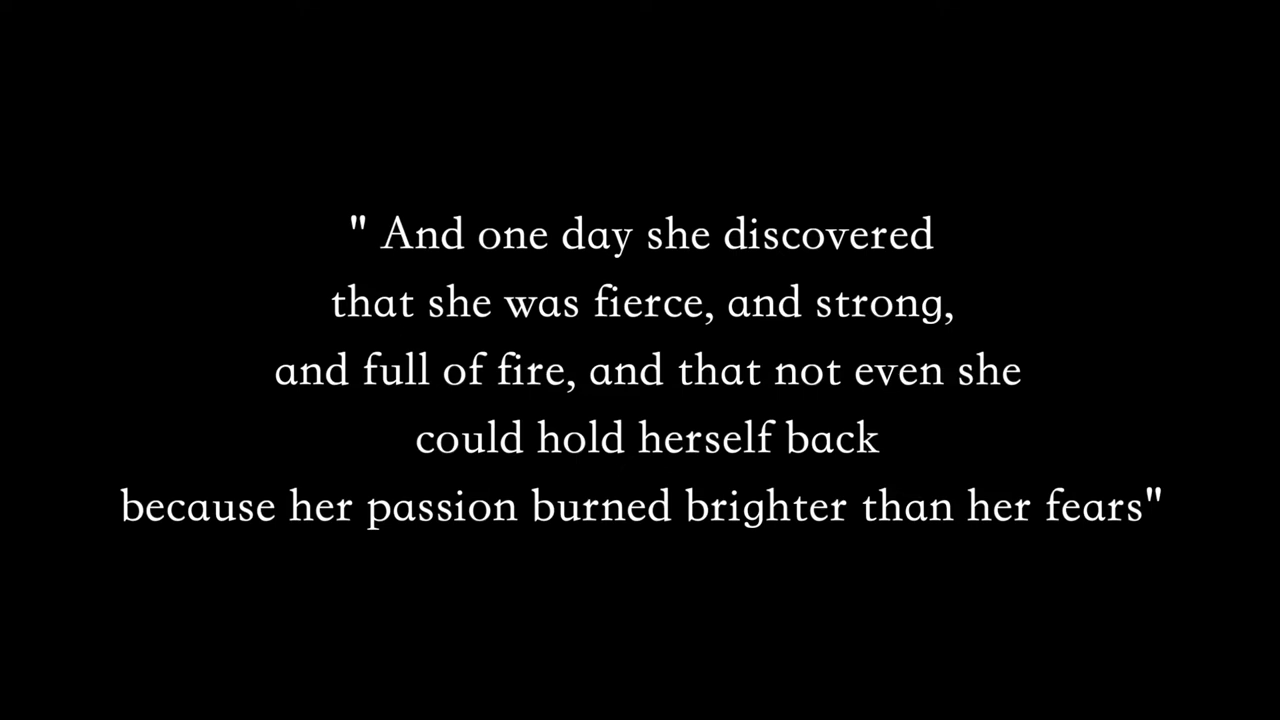 " And one day she discovered
that she was fierce, and strong,
and full of fire, and that not even she
could hold herself back
because her passion burned brighter than her fears"